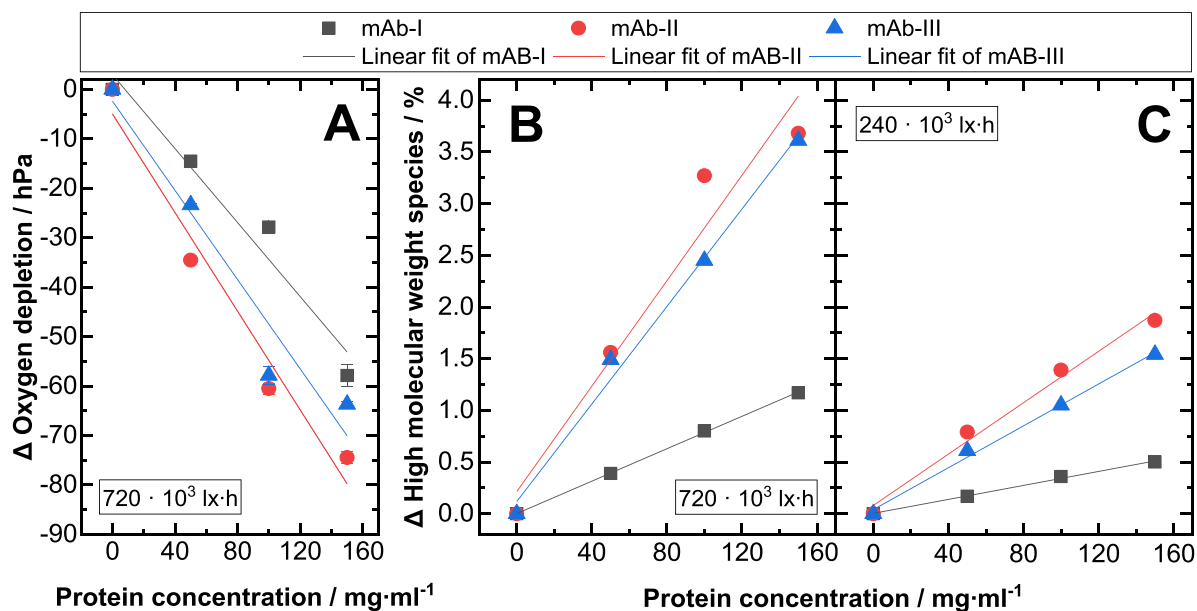 mAb-I mAb-II mAb-III
Linear fit of mAB-I Linear fit of mAB-II Linear fit of mAB-III
A
Δ Oxygen depletion / hPa
0
-10
-20
-30
-40
-50
-60
-70
-80
-90
720 · 10³ lx·h
0 40 80 120 160
Protein concentration / mg·ml⁻¹
B
Δ High molecular weight species / %
4.0
3.5
3.0
2.5
2.0
1.5
1.0
0.5
0.0
720 · 10³ lx·h
0 40 80 120 160
C
240 · 10³ lx·h
0 40 80 120 160
Protein concentration / mg·ml⁻¹